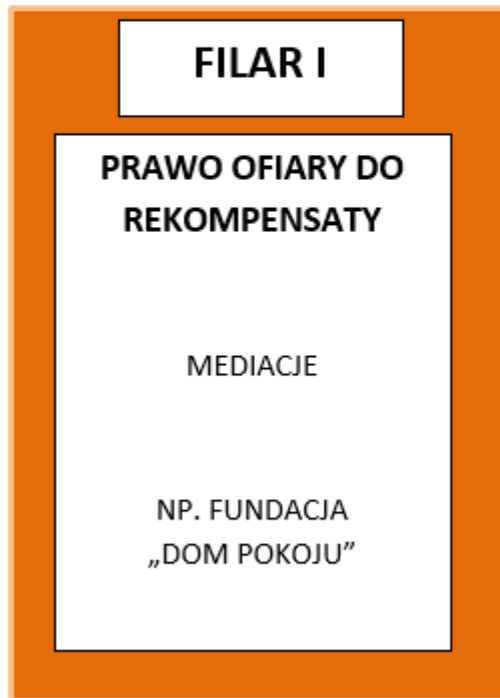 FILAR I
PRAWO OFIARY DO
REKOMPENSATY
MEDIACJE
NP. FUNDACJA
„DOM POKOJU”